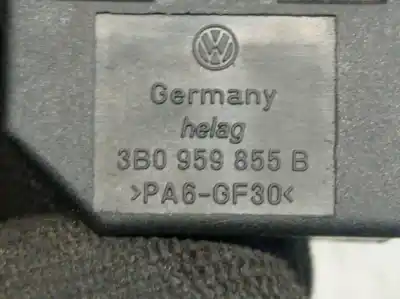 Germany
helag
3B0 959 855 B
>PA6-GF30<